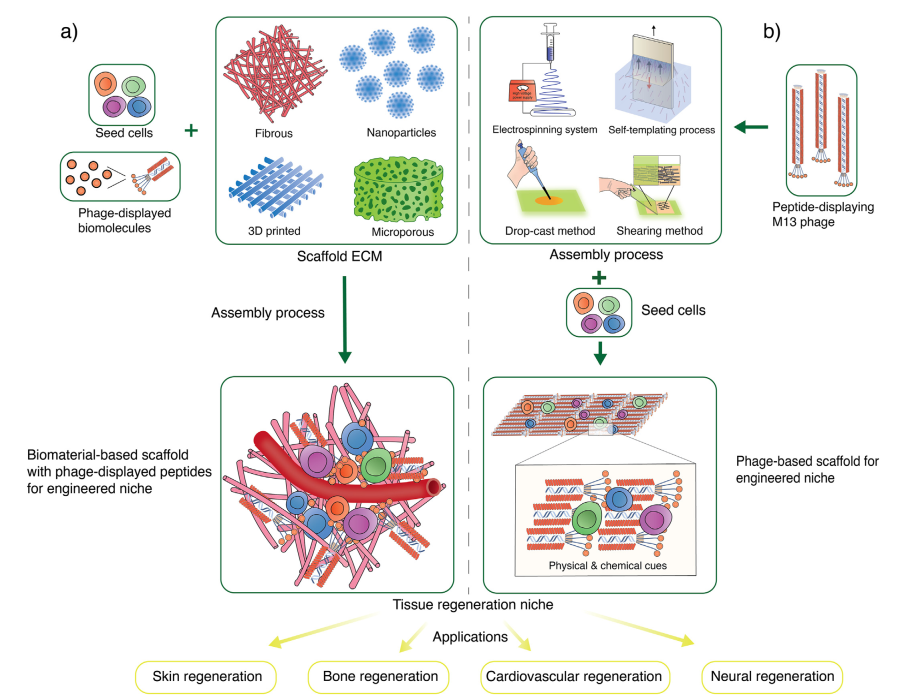 a)
b)
Seed cells
+
Phage-displayed
biomolecules
Fibrous
Nanoparticles
3D printed
Microporous
Scaffold ECM
Electrospinning system
Self-templating process
Drop-cast method
Shearing method
Assembly process
Peptide-displaying
M13 phage
+
Seed cells
Assembly process
Biomaterial-based scaffold
with phage-displayed peptides
for engineered niche
Phage-based scaffold for
engineered niche
Physical & chemical cues
Tissue regeneration niche
Applications
Skin regeneration
Bone regeneration
Cardiovascular regeneration
Neural regeneration